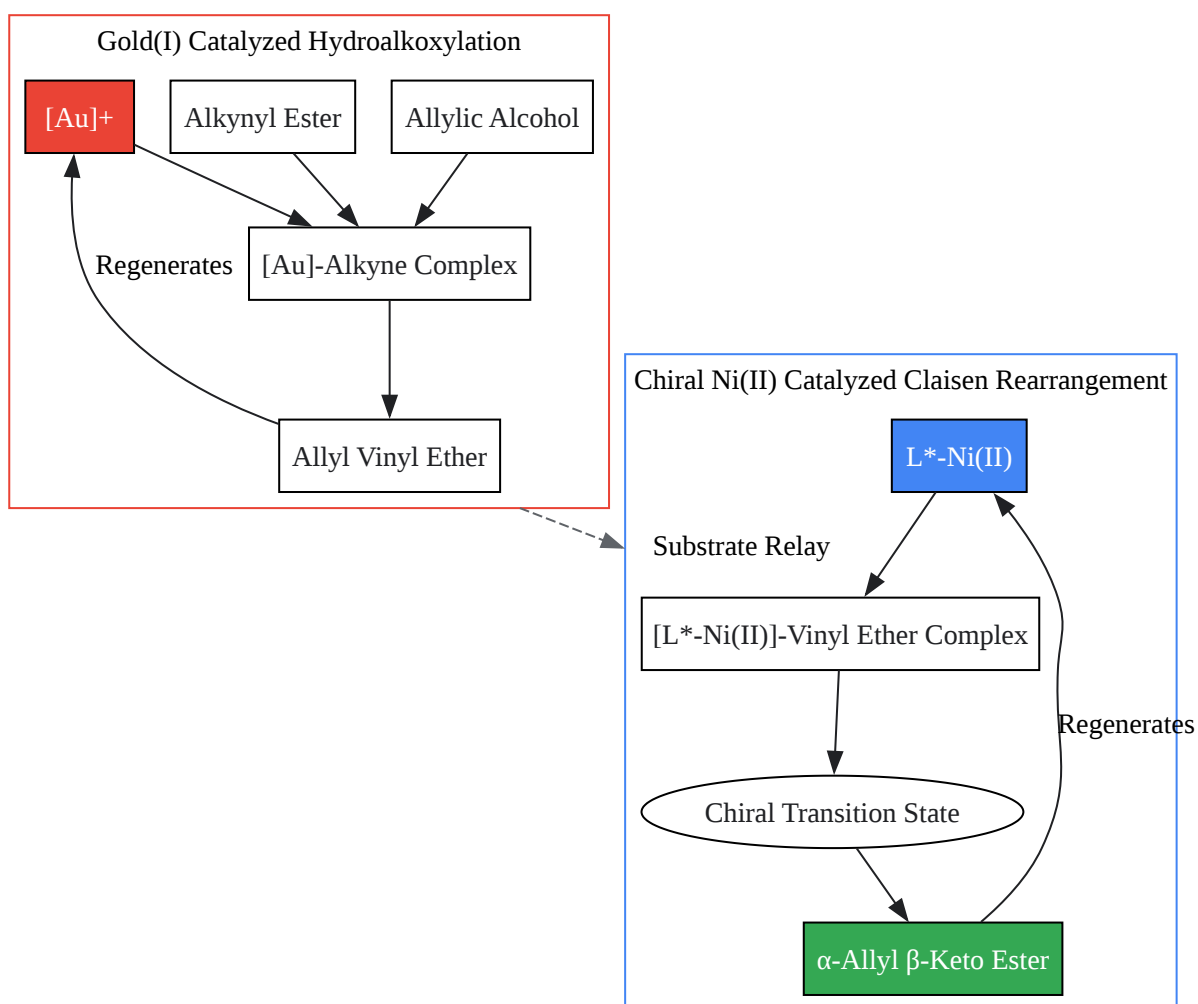 Gold(I) Catalyzed Hydroalkoxylation
[Au]+
Alkynyl Ester
Allylic Alcohol
Regenerates
[Au]-Alkyne Complex
Allyl Vinyl Ether
Chiral Ni(II) Catalyzed Claisen Rearrangement
L*-Ni(II)
Substrate Relay
[L*-Ni(II)]-Vinyl Ether Complex
Regenerates
Chiral Transition State
α-Allyl β-Keto Ester